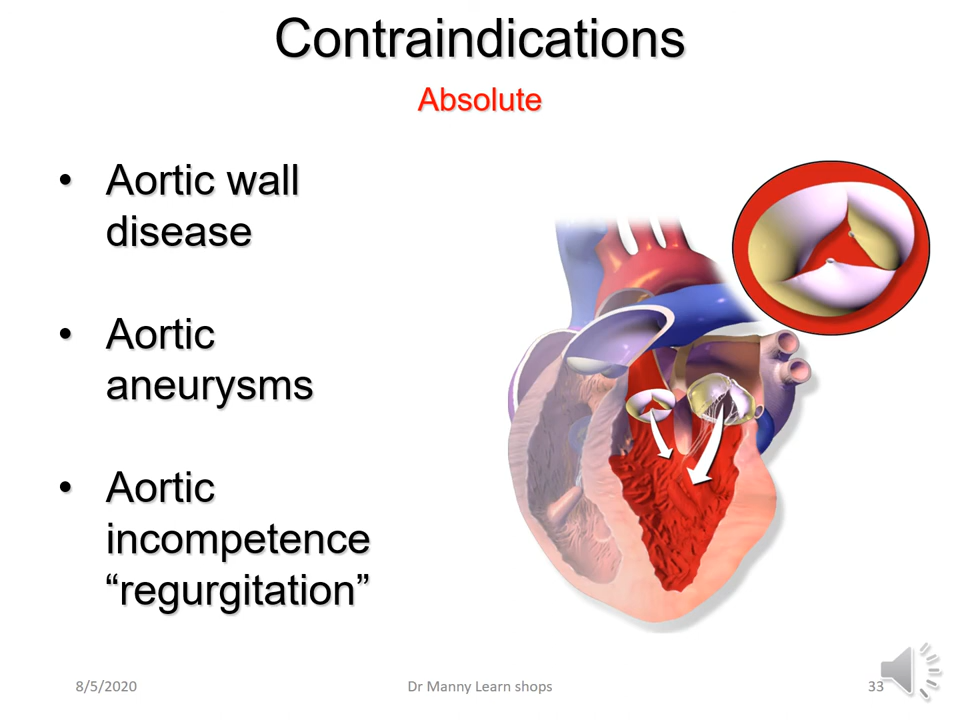 Contraindications
Absolute
• Aortic wall
disease
• Aortic
aneurysms
• Aortic
incompetence
“regurgitation”
8/5/2020
Dr Manny Learn shops
33